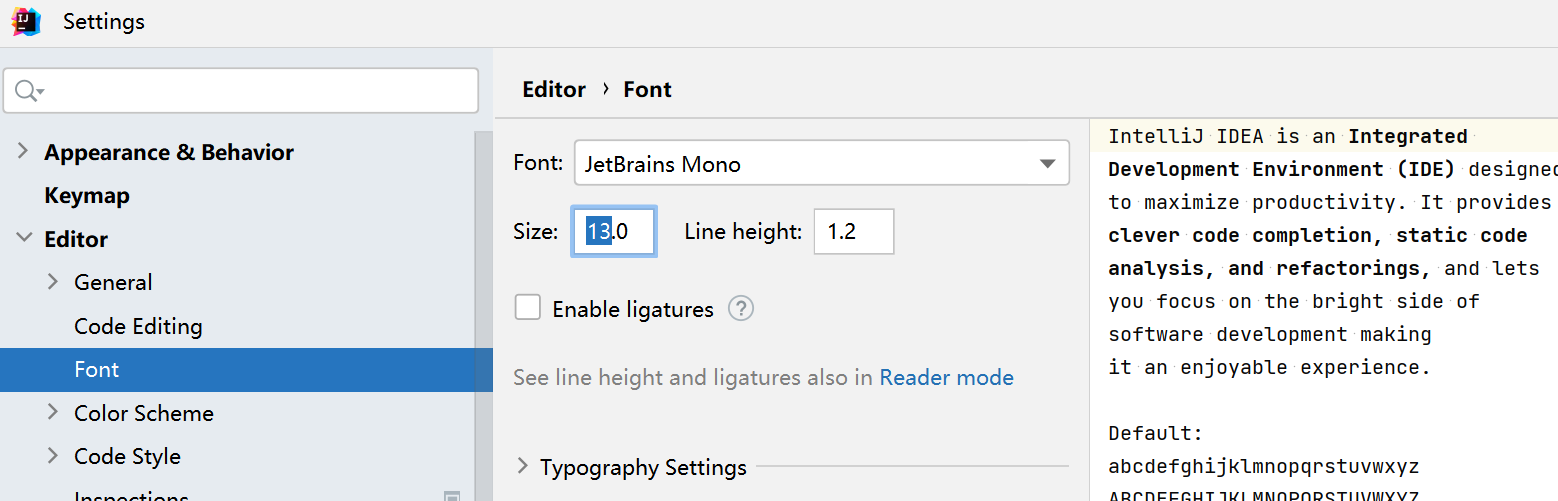 Settings
Appearance & Behavior
Keymap
Editor
General
Code Editing
Font
Color Scheme
Code Style
Inspections
Editor › Font
Font: JetBrains Mono
Size: 13.0 Line height: 1.2
Enable ligatures ?
See line height and ligatures also in Reader mode
Typography Settings
IntelliJ IDEA is an Integrated
Development Environment (IDE) designed
to maximize productivity. It provides
clever code completion, static code
analysis, and refactorings, and lets
you focus on the bright side of
software development making
it an enjoyable experience.
Default:
abcdefghijklmnopqrstuvwxyz
ABCDEFGHIJKLMNOPQRSTUVWXYZ